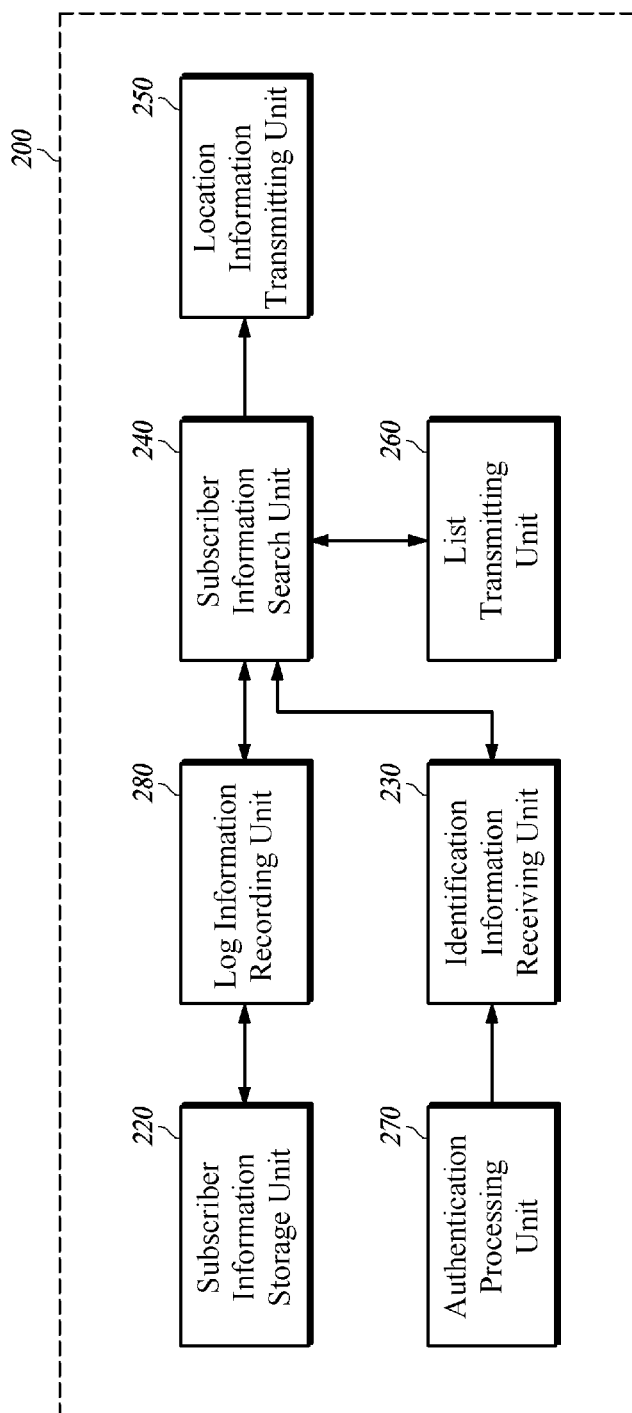 200
220
Subscriber
Information
Storage Unit
280
Log Information
Recording Unit
240
Subscriber
Information
Search Unit
250
Location
Information
Transmitting Unit
270
Authentication
Processing
Unit
230
Identification
Information
Receiving Unit
260
List
Transmitting
Unit